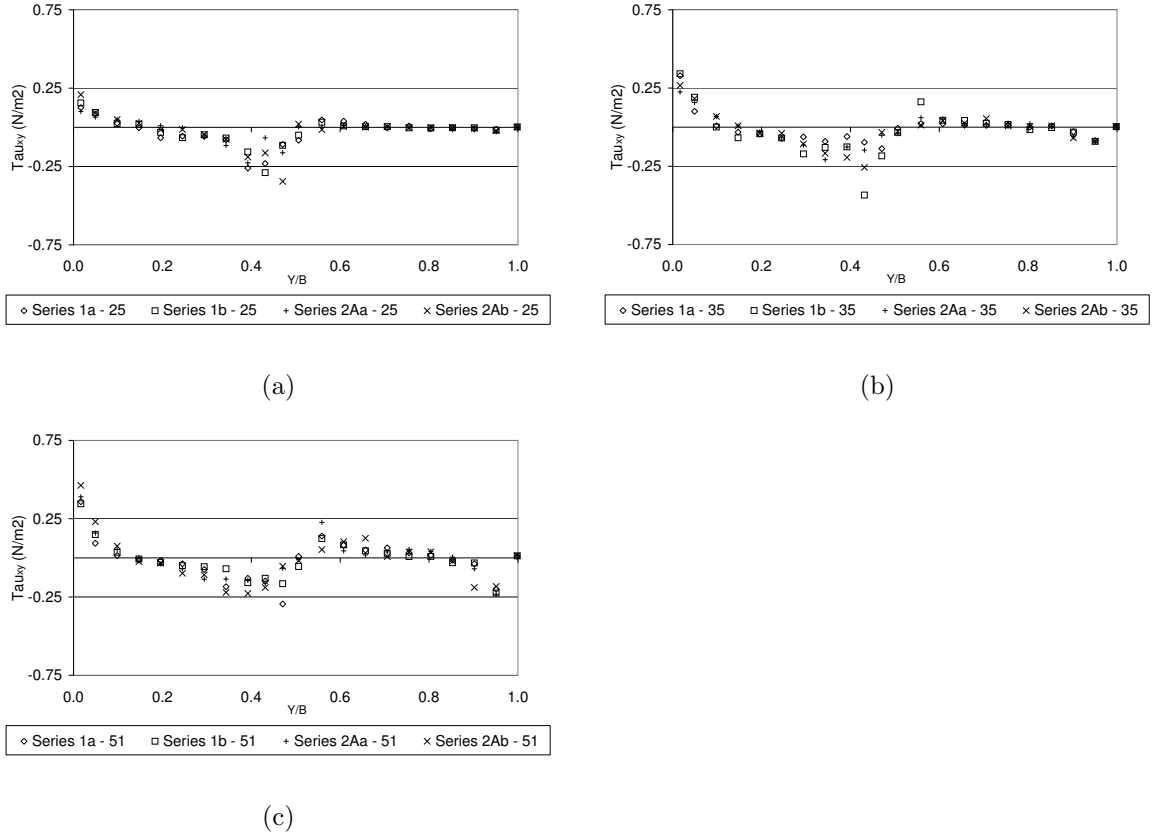 0.75
0.25
-0.25
-0.75
Tauxy (N/m2)
0.0 0.2 0.4 0.6 0.8 1.0
Y/B
Series 1a - 25 Series 1b - 25 Series 2Aa - 25 Series 2Ab - 25
(a)
0.75
0.25
-0.25
-0.75
Tauxy (N/m2)
0.0 0.2 0.4 0.6 0.8 1.0
Y/B
Series 1a - 35 Series 1b - 35 Series 2Aa - 35 Series 2Ab - 35
(b)
0.75
0.25
-0.25
-0.75
Tauxy (N/m2)
0.0 0.2 0.4 0.6 0.8 1.0
Y/B
Series 1a - 51 Series 1b - 51 Series 2Aa - 51 Series 2Ab - 51
(c)